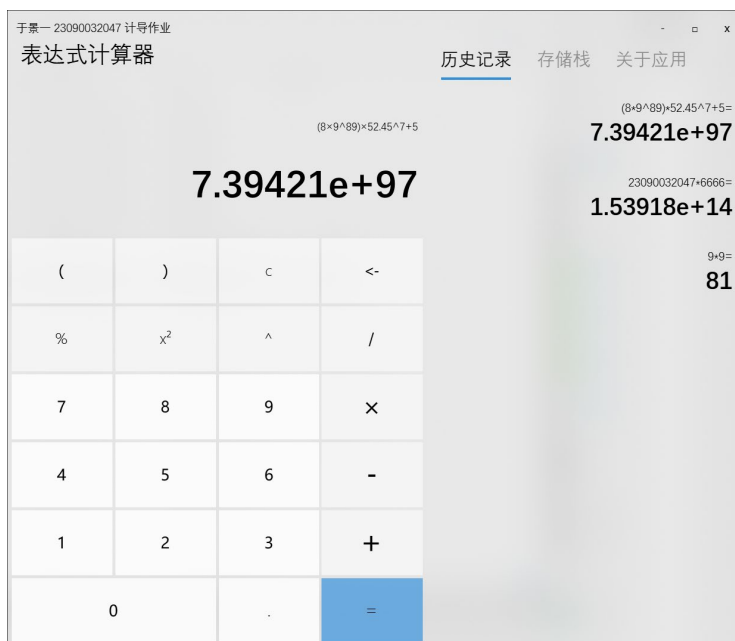 于景一 23090032047 计导作业
- □ x
表达式计算器
历史记录 存储栈 关于应用
(8×9^89)×52.45^7+5
7.39421e+97
(8*9^89)*52.45^7+5=
7.39421e+97
23090032047*6666=
1.53918e+14
9*9=
81
( ) C <-
% x² ^ /
7 8 9 ×
4 5 6 -
1 2 3 +
0 . =